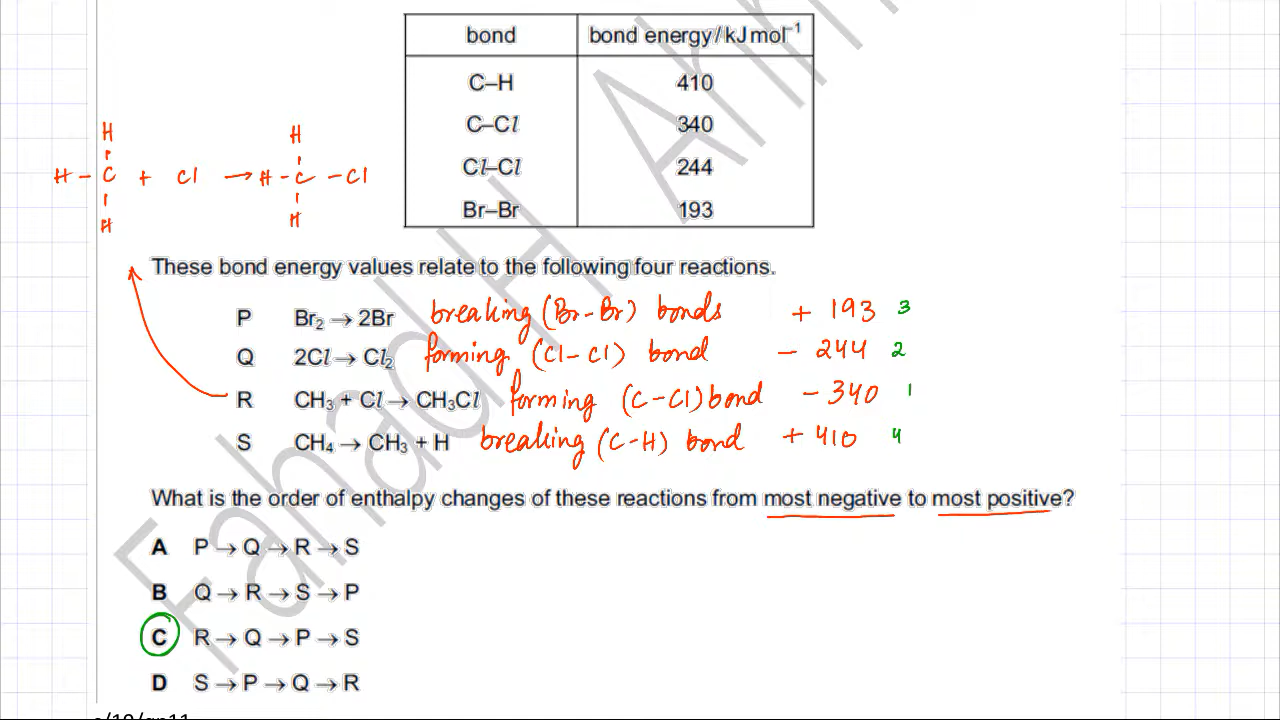 bond bond energy/kJ mol⁻¹
C–H 410
C–Cl 340
Cl–Cl 244
Br–Br 193
H H
H – C + Cl → H – C – Cl
H H
These bond energy values relate to the following four reactions.
P Br₂ → 2Br breaking (Br-Br) bonds + 193 3
Q 2Cl → Cl₂ forming (Cl-Cl) bond - 244 2
R CH₃ + Cl → CH₃Cl forming (C-Cl) bond - 340 1
S CH₄ → CH₃ + H breaking (C-H) bond + 410 4
What is the order of enthalpy changes of these reactions from most negative to most positive?
A P → Q → R → S
B Q → R → S → P
C R → Q → P → S
D S → P → Q → R
Fahad H